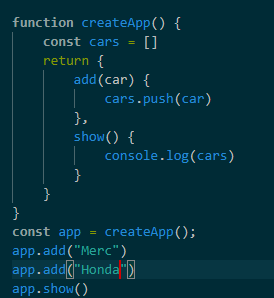 function createApp() {
    const cars = []
    return {
        add(car) {
            cars.push(car)
        },
        show() {
            console.log(cars)
        }
    }
}
const app = createApp();
app.add("Merc")
app.add("Honda")
app.show()